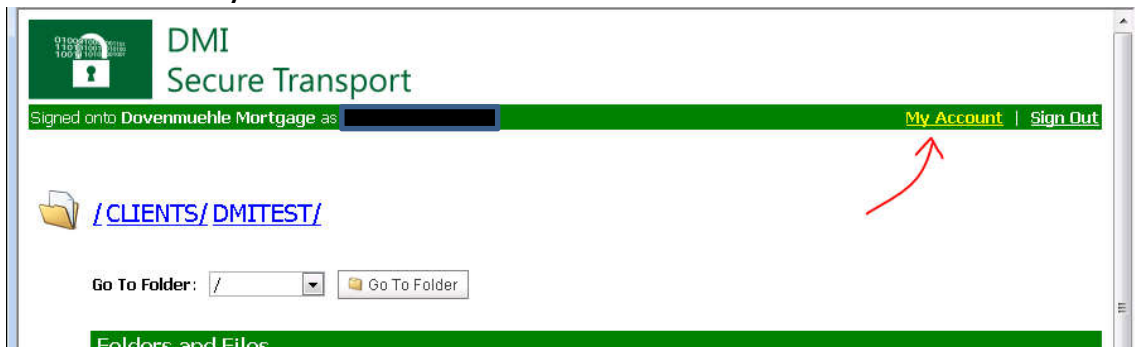 DMI
Secure Transport
Signed onto Dovenmuehle Mortgage as
My Account | Sign Out
/ CLIENTS/ DMITEST/
Go To Folder: / Go To Folder
Folders and Files